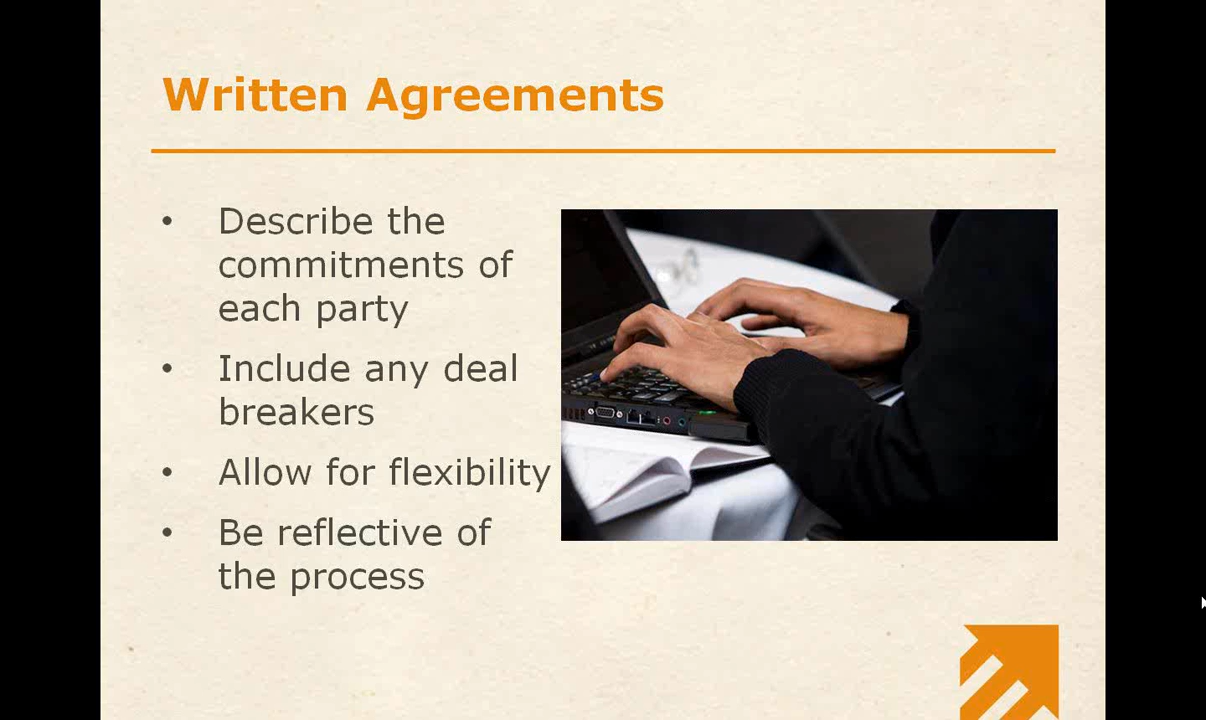 Written Agreements
• Describe the
commitments of
each party
• Include any deal
breakers
• Allow for flexibility
• Be reflective of
the process